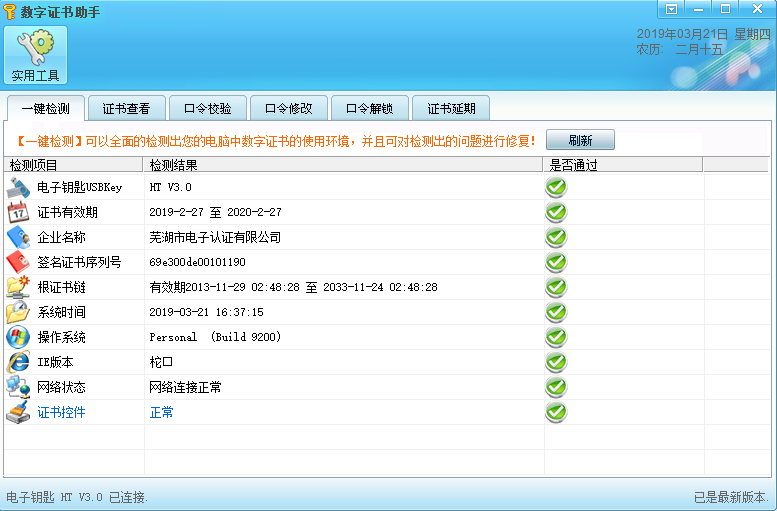 数字证书助手
2019年03月21日 星期四
农历: 二月十五
实用工具
一键检测 证书查看 口令校验 口令修改 口令解锁 证书延期
【一键检测】可以全面的检测出您的电脑中数字证书的使用环境，并且可对检测出的问题进行修复! 刷新
检测项目 检测结果 是否通过
电子钥匙USBKey HT V3.0
证书有效期 2019-2-27 至 2020-2-27
企业名称 芜湖市电子认证有限公司
签名证书序列号 69e300de00101190
根证书链 有效期2013-11-29 02:48:28 至 2033-11-24 02:48:28
系统时间 2019-03-21 16:37:15
操作系统 Personal (Build 9200)
IE版本 柁口
网络状态 网络连接正常
证书控件 正常
电子钥匙 HT V3.0 已连接. 已是最新版本.